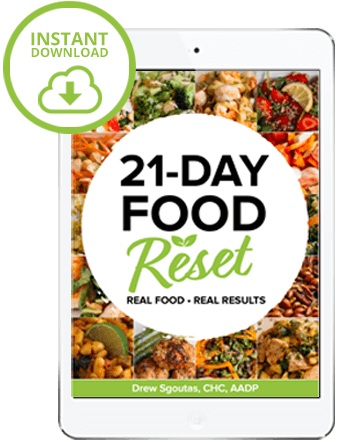 INSTANT
DOWNLOAD
21-DAY
FOOD
Reset
REAL FOOD • REAL RESULTS
Drew Sgoutas, CHC, AADP